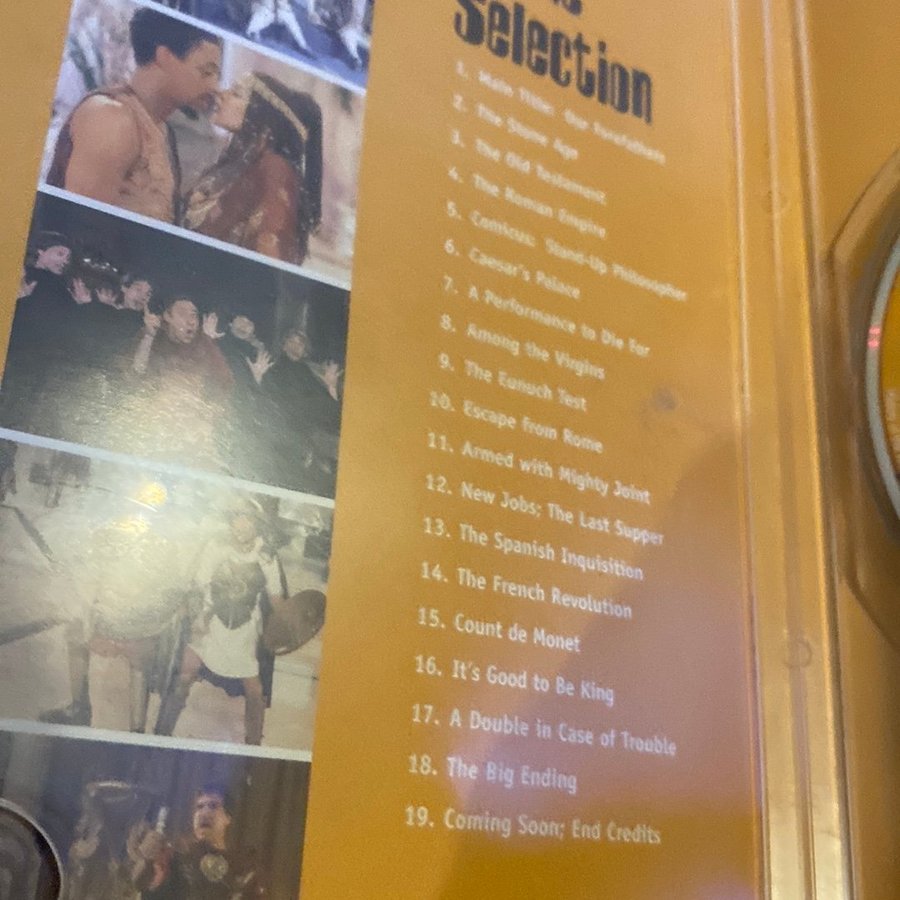 Selection
1. Main Title: Our Forefathers
2. The Stone Age
3. The Old Testament
4. The Roman Empire
5. Comicus: Stand-Up Philosopher
6. Caesar's Palace
7. A Performance to Die For
8. Among the Virgins
9. The Eunuch Test
10. Escape from Rome
11. Armed with Mighty Joint
12. New Jobs; The Last Supper
13. The Spanish Inquisition
14. The French Revolution
15. Count de Monet
16. It's Good to Be King
17. A Double in Case of Trouble
18. The Big Ending
19. Coming Soon; End Credits